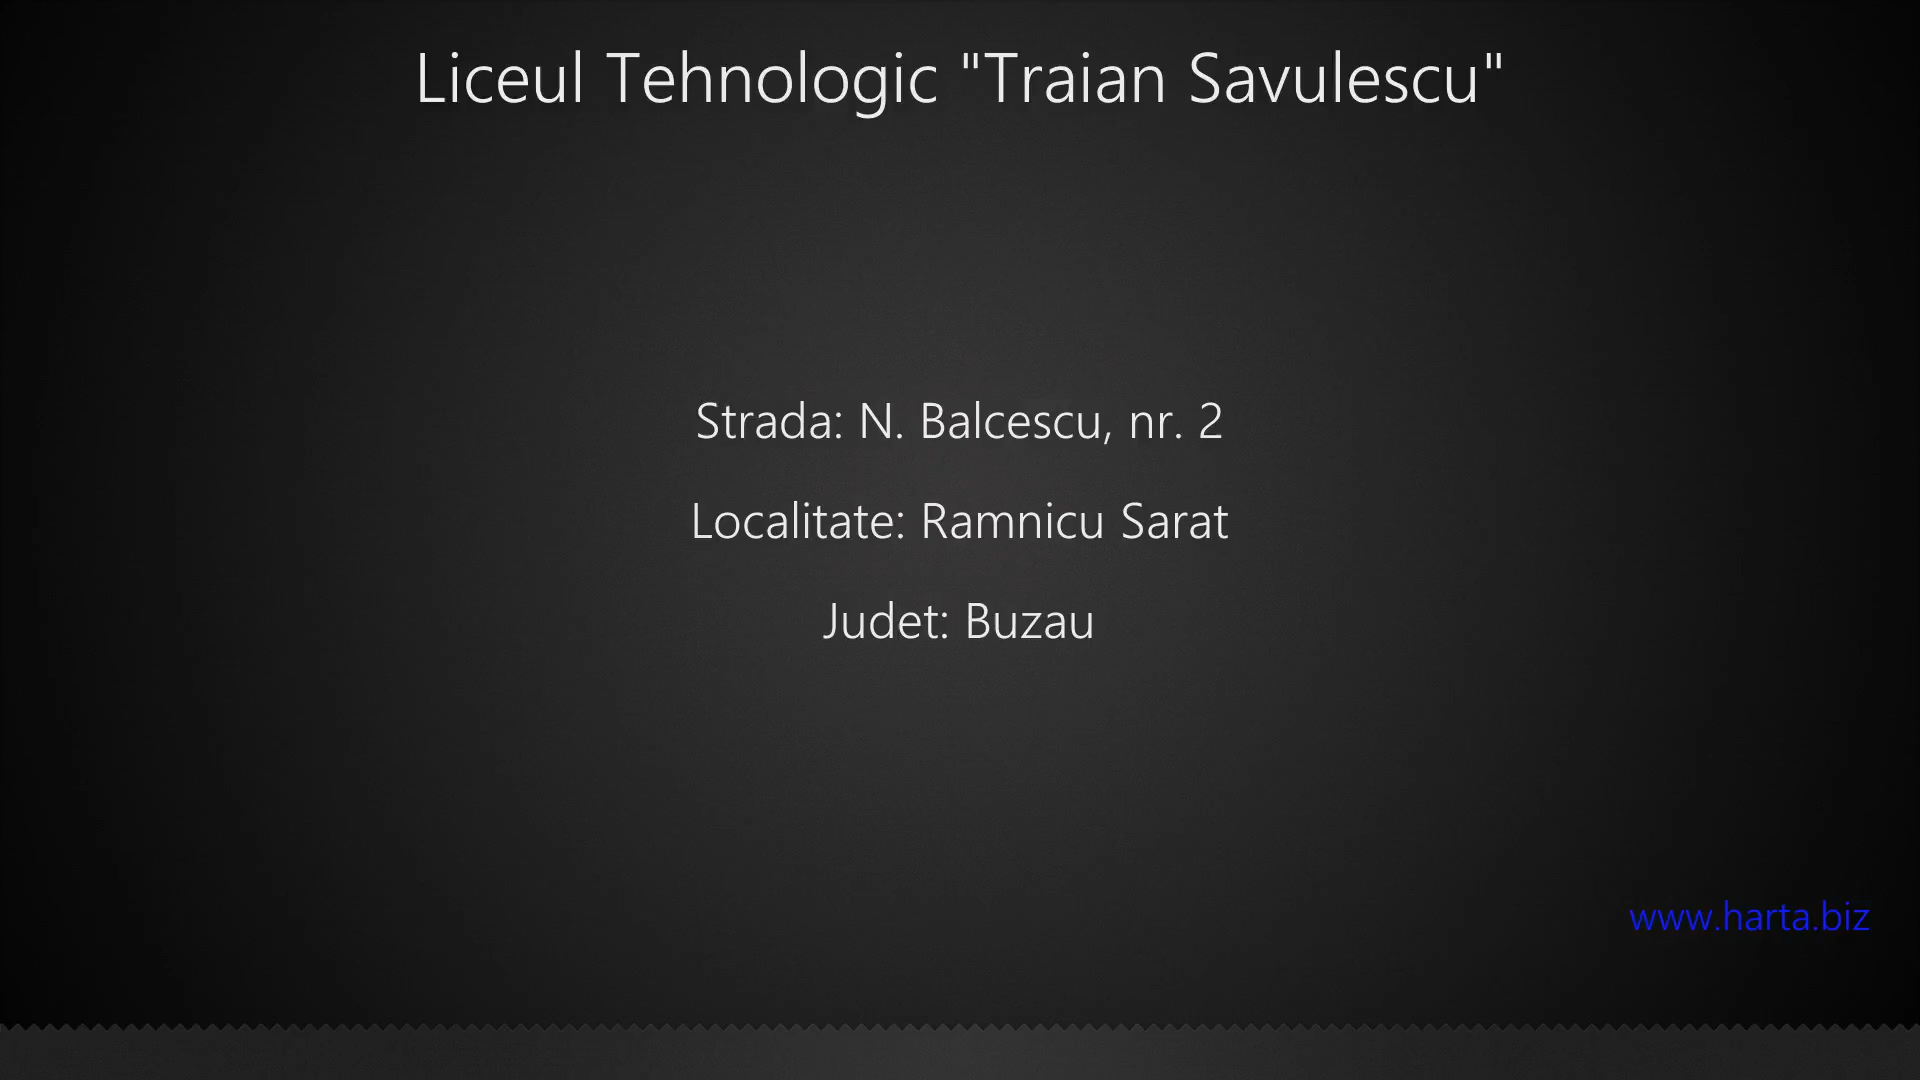 Liceul Tehnologic "Traian Savulescu"
Strada: N. Balcescu, nr. 2
Localitate: Ramnicu Sarat
Judet: Buzau
www.harta.biz